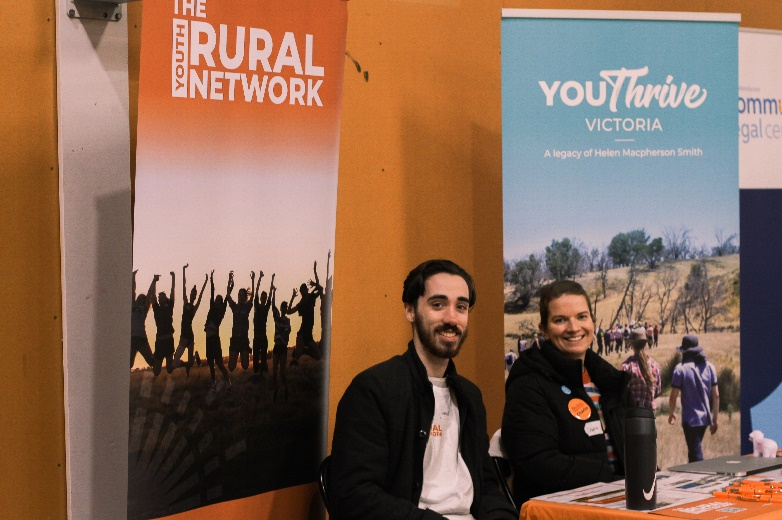 THE
YOUTH
RURAL
NETWORK
YOUThrive
VICTORIA
A legacy of Helen Macpherson Smith